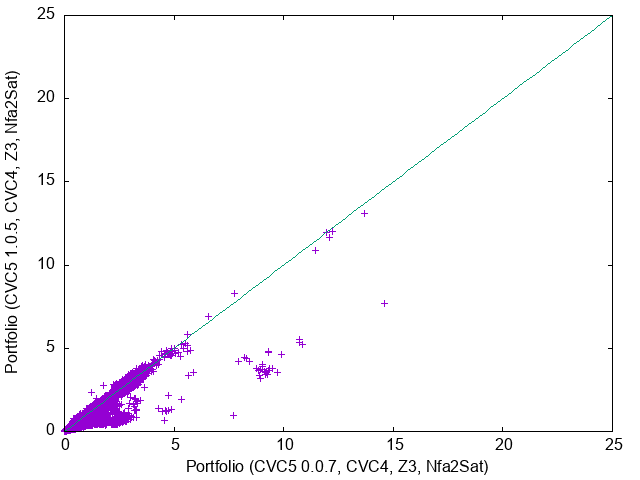 25
20
15
10
5
0
0 5 10 15 20 25
Portfolio (CVC5 1.0.5, CVC4, Z3, Nfa2Sat)
Portfolio (CVC5 0.0.7, CVC4, Z3, Nfa2Sat)